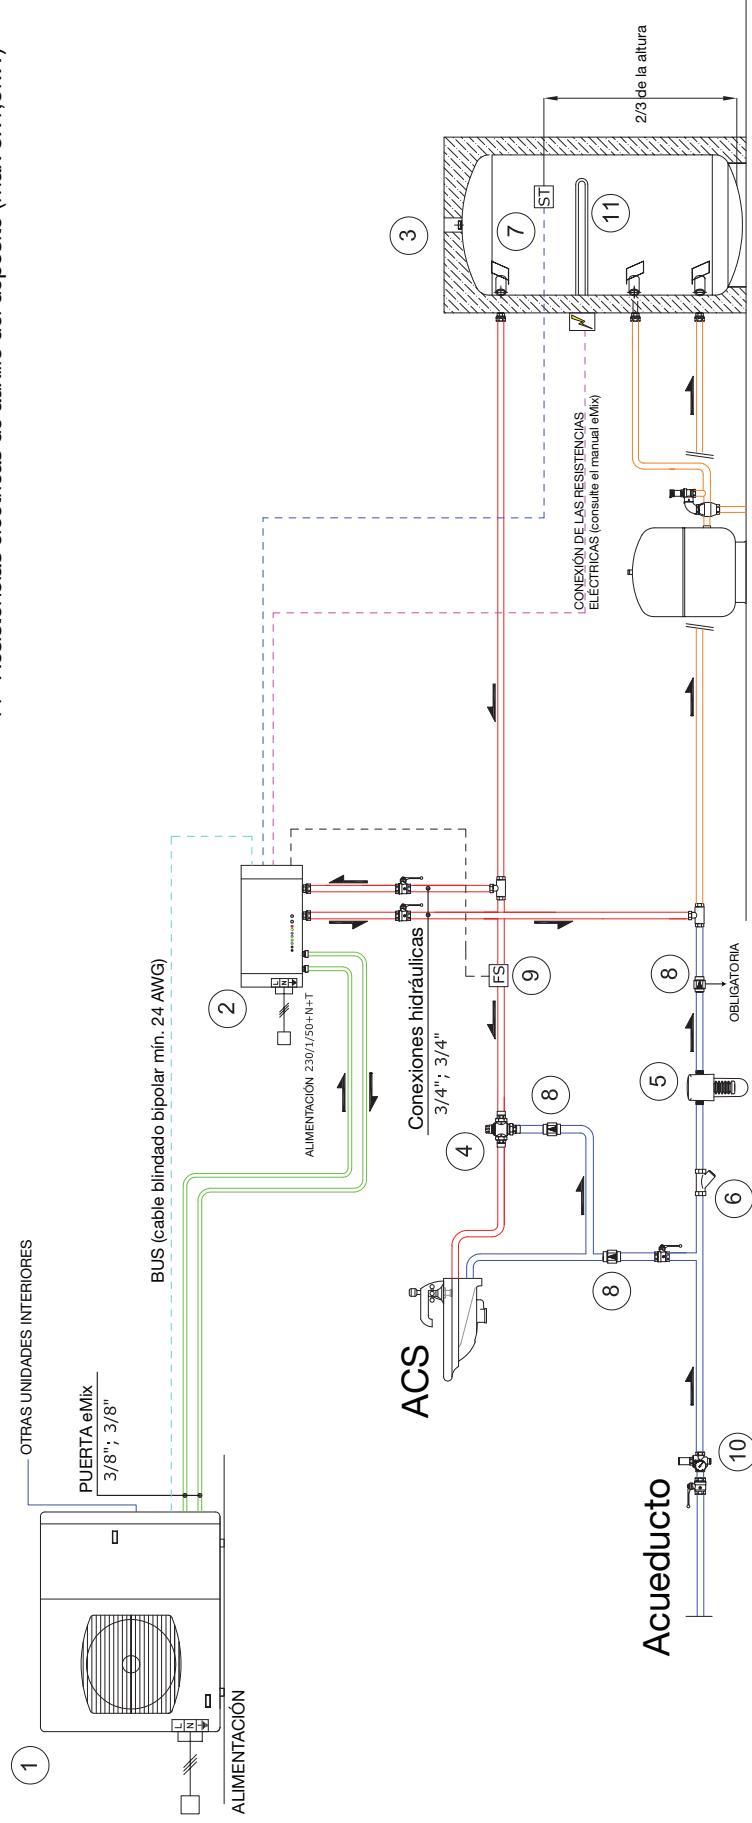 1
OTRAS UNIDADES INTERIORES
PUERTA eMix
3/8"; 3/8"
L
N
ALIMENTACIÓN
BUS (cable blindado bipolar mín. 24 AWG)
2
L
N
ALIMENTACIÓN 230/1/50+N+T
Conexiones hidráulicas
3/4"; 3/4"
3
ACS
4
8
FS
9
7
ST
11
2/3 de la altura
CONEXIÓN DE LAS RESISTENCIAS
ELÉCTRICAS (consulte el manual eMix)
8
Acueducto
10
6
5
8
OBLIGATORIA